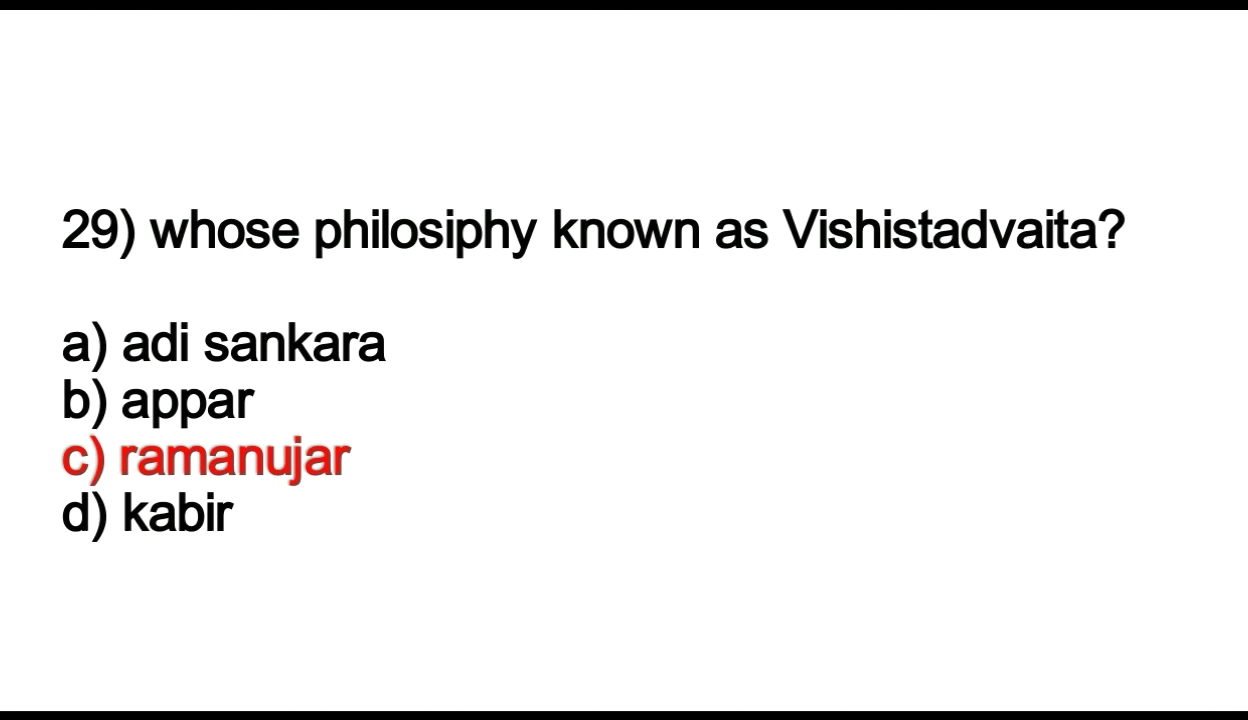 29) whose philosiphy known as Vishistadvaita?
a) adi sankara
b) appar
c) ramanujar
d) kabir